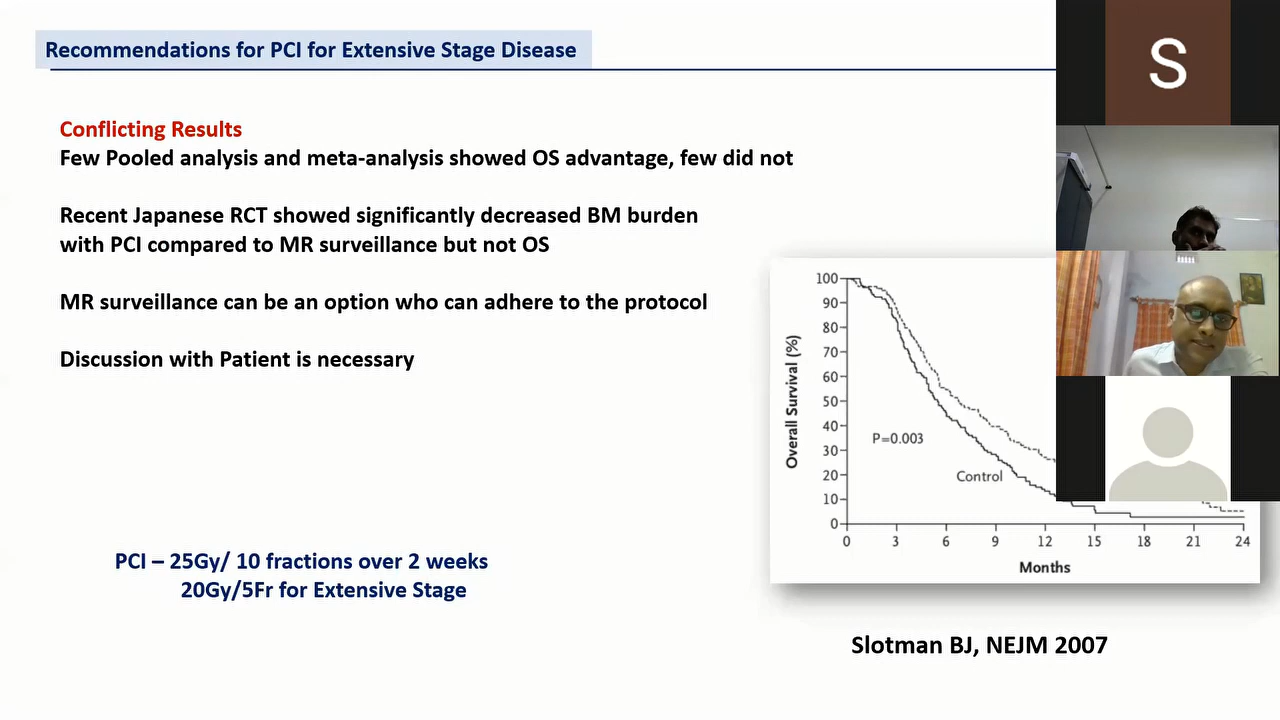 Recommendations for PCI for Extensive Stage Disease
Conflicting Results
Few Pooled analysis and meta-analysis showed OS advantage, few did not
Recent Japanese RCT showed significantly decreased BM burden
with PCI compared to MR surveillance but not OS
MR surveillance can be an option who can adhere to the protocol
Discussion with Patient is necessary
PCI – 25Gy/ 10 fractions over 2 weeks
20Gy/5Fr for Extensive Stage
S
Overall Survival (%)
100
90
80
70
60
50
40
30
20
10
0
P=0.003
Control
0 3 6 9 12 15 18 21 24
Months
Slotman BJ, NEJM 2007